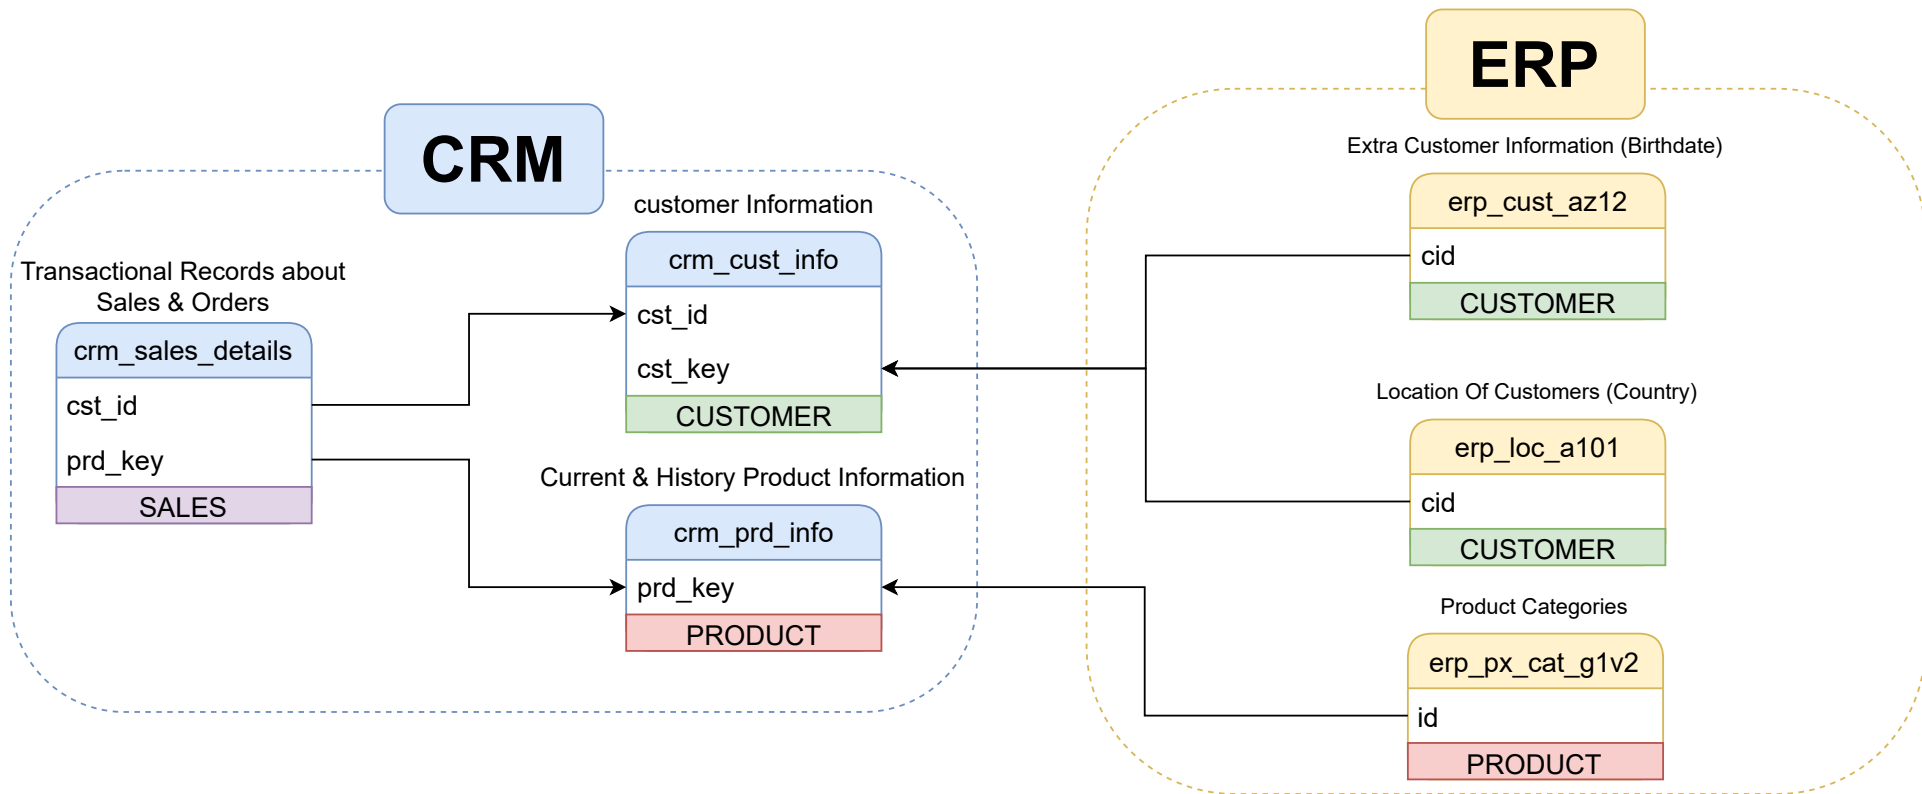 CRM
Transactional Records about
Sales & Orders
crm_sales_details
cst_id
prd_key
SALES
customer Information
crm_cust_info
cst_id
cst_key
CUSTOMER
Current & History Product Information
crm_prd_info
prd_key
PRODUCT
ERP
Extra Customer Information (Birthdate)
erp_cust_az12
cid
CUSTOMER
Location Of Customers (Country)
erp_loc_a101
cid
CUSTOMER
Product Categories
erp_px_cat_g1v2
id
PRODUCT